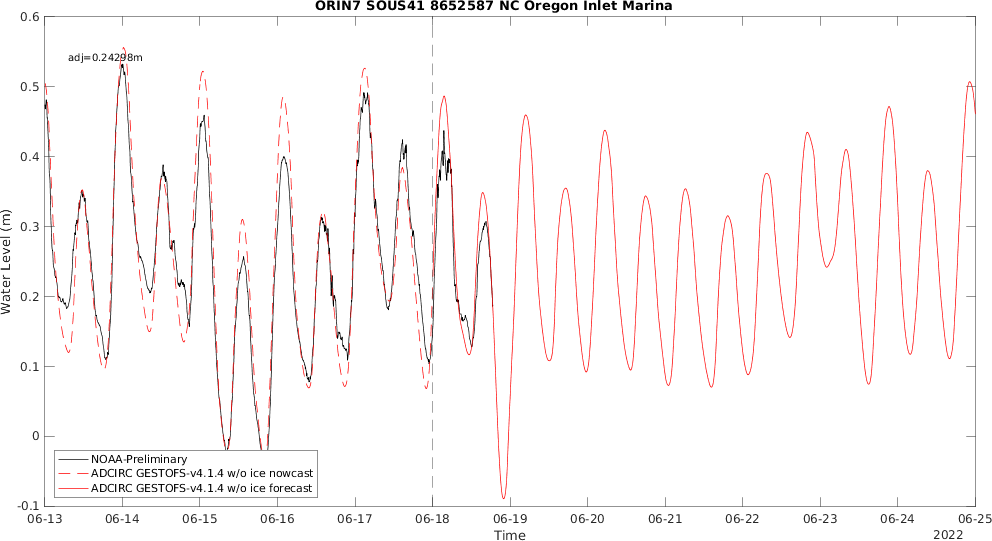 ORIN7 SOUS41 8652587 NC Oregon Inlet Marina
adj=0.24298m
0.6
0.5
0.4
0.3
0.2
0.1
0
-0.1
Water Level (m)
NOAA-Preliminary
ADCIRC GESTOFS-v4.1.4 w/o ice nowcast
ADCIRC GESTOFS-v4.1.4 w/o ice forecast
06-13 06-14 06-15 06-16 06-17 06-18 06-19 06-20 06-21 06-22 06-23 06-24 06-25
Time
2022